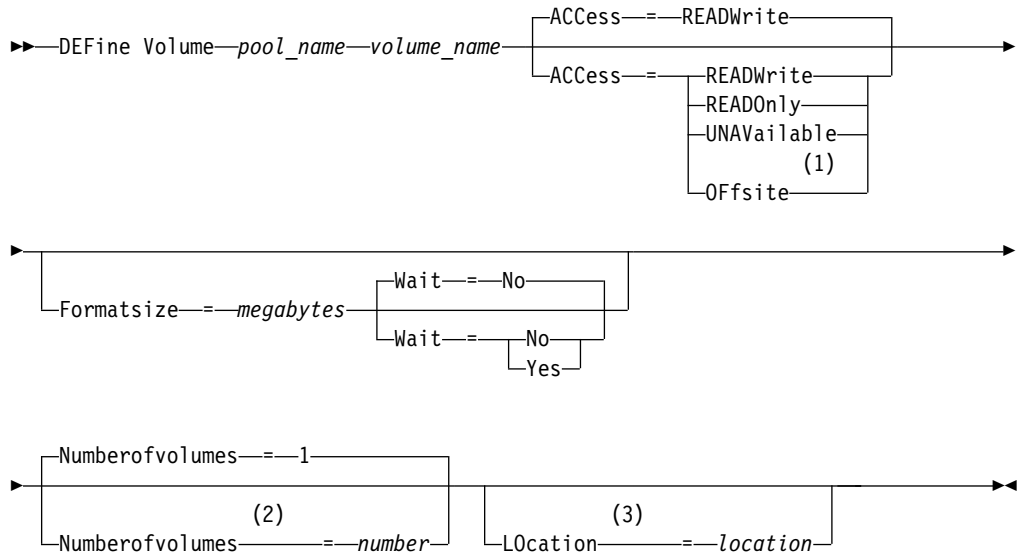 ACCess = READWrite
DEFine Volume pool_name volume_name
ACCess = READWrite
READOnly
UNAVailable
(1)
OFfsite
Wait = No
Formatsize = megabytes
Wait = No
Yes
Numberofvolumes = 1
(2) (3)
Numberofvolumes = number LOcation = location